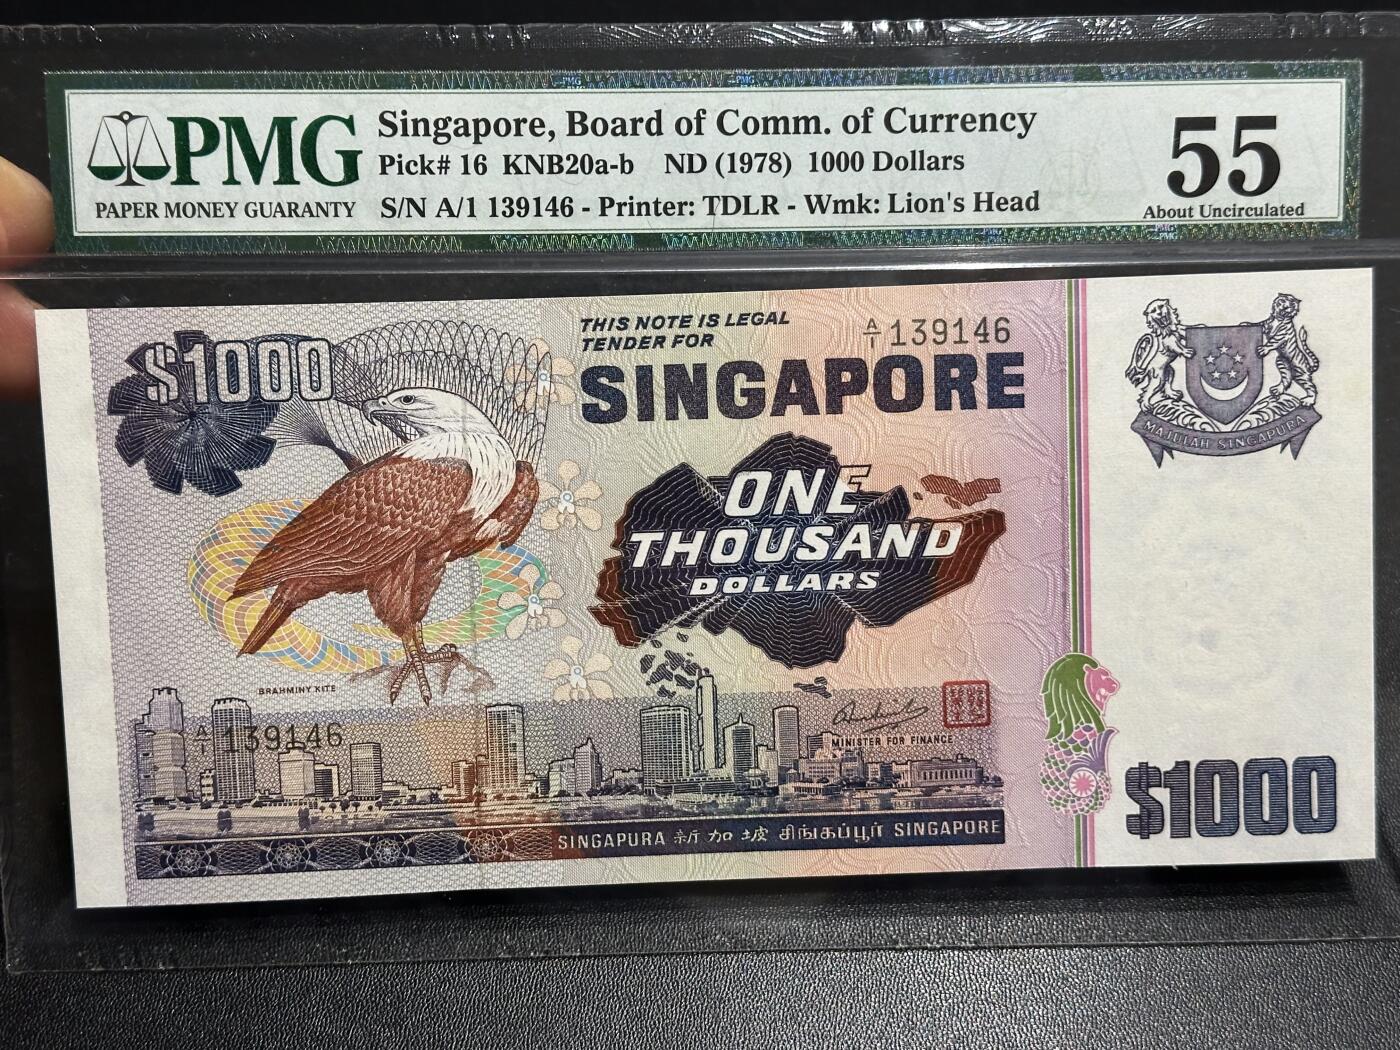 PMG
PAPER MONEY GUARANTY
Singapore, Board of Comm. of Currency
Pick# 16 KNB20a-b ND (1978) 1000 Dollars
S/N A/1 139146 - Printer: TDLR - Wmk: Lion's Head
55
About Uncirculated
$1000
THIS NOTE IS LEGAL
TENDER FOR
A/1 139146
SINGAPORE
MAJULAH SINGAPURA
ONE
THOUSAND
DOLLARS
BRAHMINY KITE
A/1 139146
MINISTER FOR FINANCE
$1000
SINGAPURA 新加坡 சிங்கப்பூர் SINGAPORE